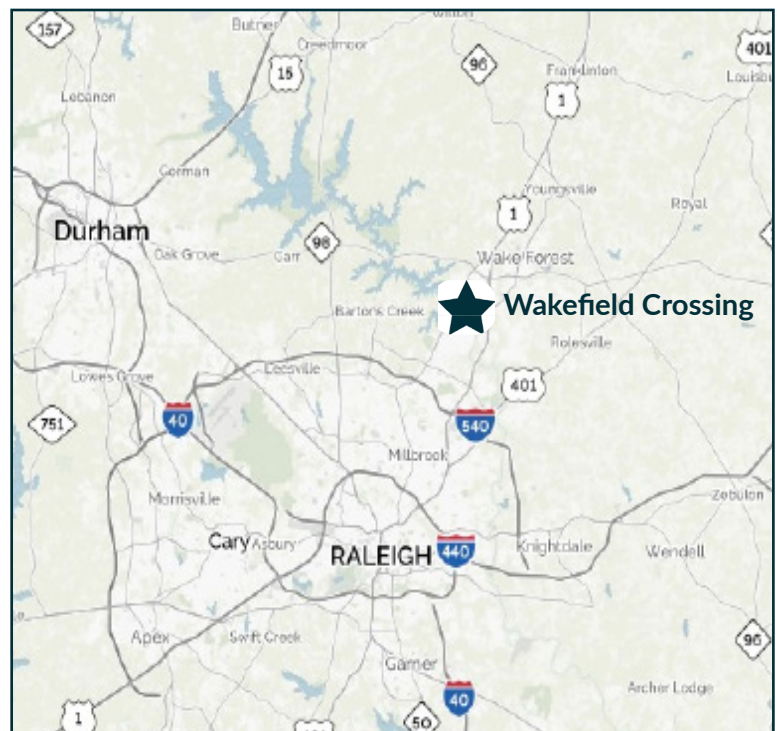 157
Butner
Creedmoor
15
96
Franklinton
401
1
Lebanon
Gorman
Youngsville
Royal
1
Durham
Oak Grove
Carr
98
Wake Forest
Bartons Creek
Wakefield Crossing
Rolesville
Leesville
Lowes Grove
401
40
540
751
Millbrook
Morrisville
Zebulon
Cary
Asbury
RALEIGH
440
Knightdale
Wendell
Apex
Swift Creek
96
Garner
40
Archer Lodge
1
50